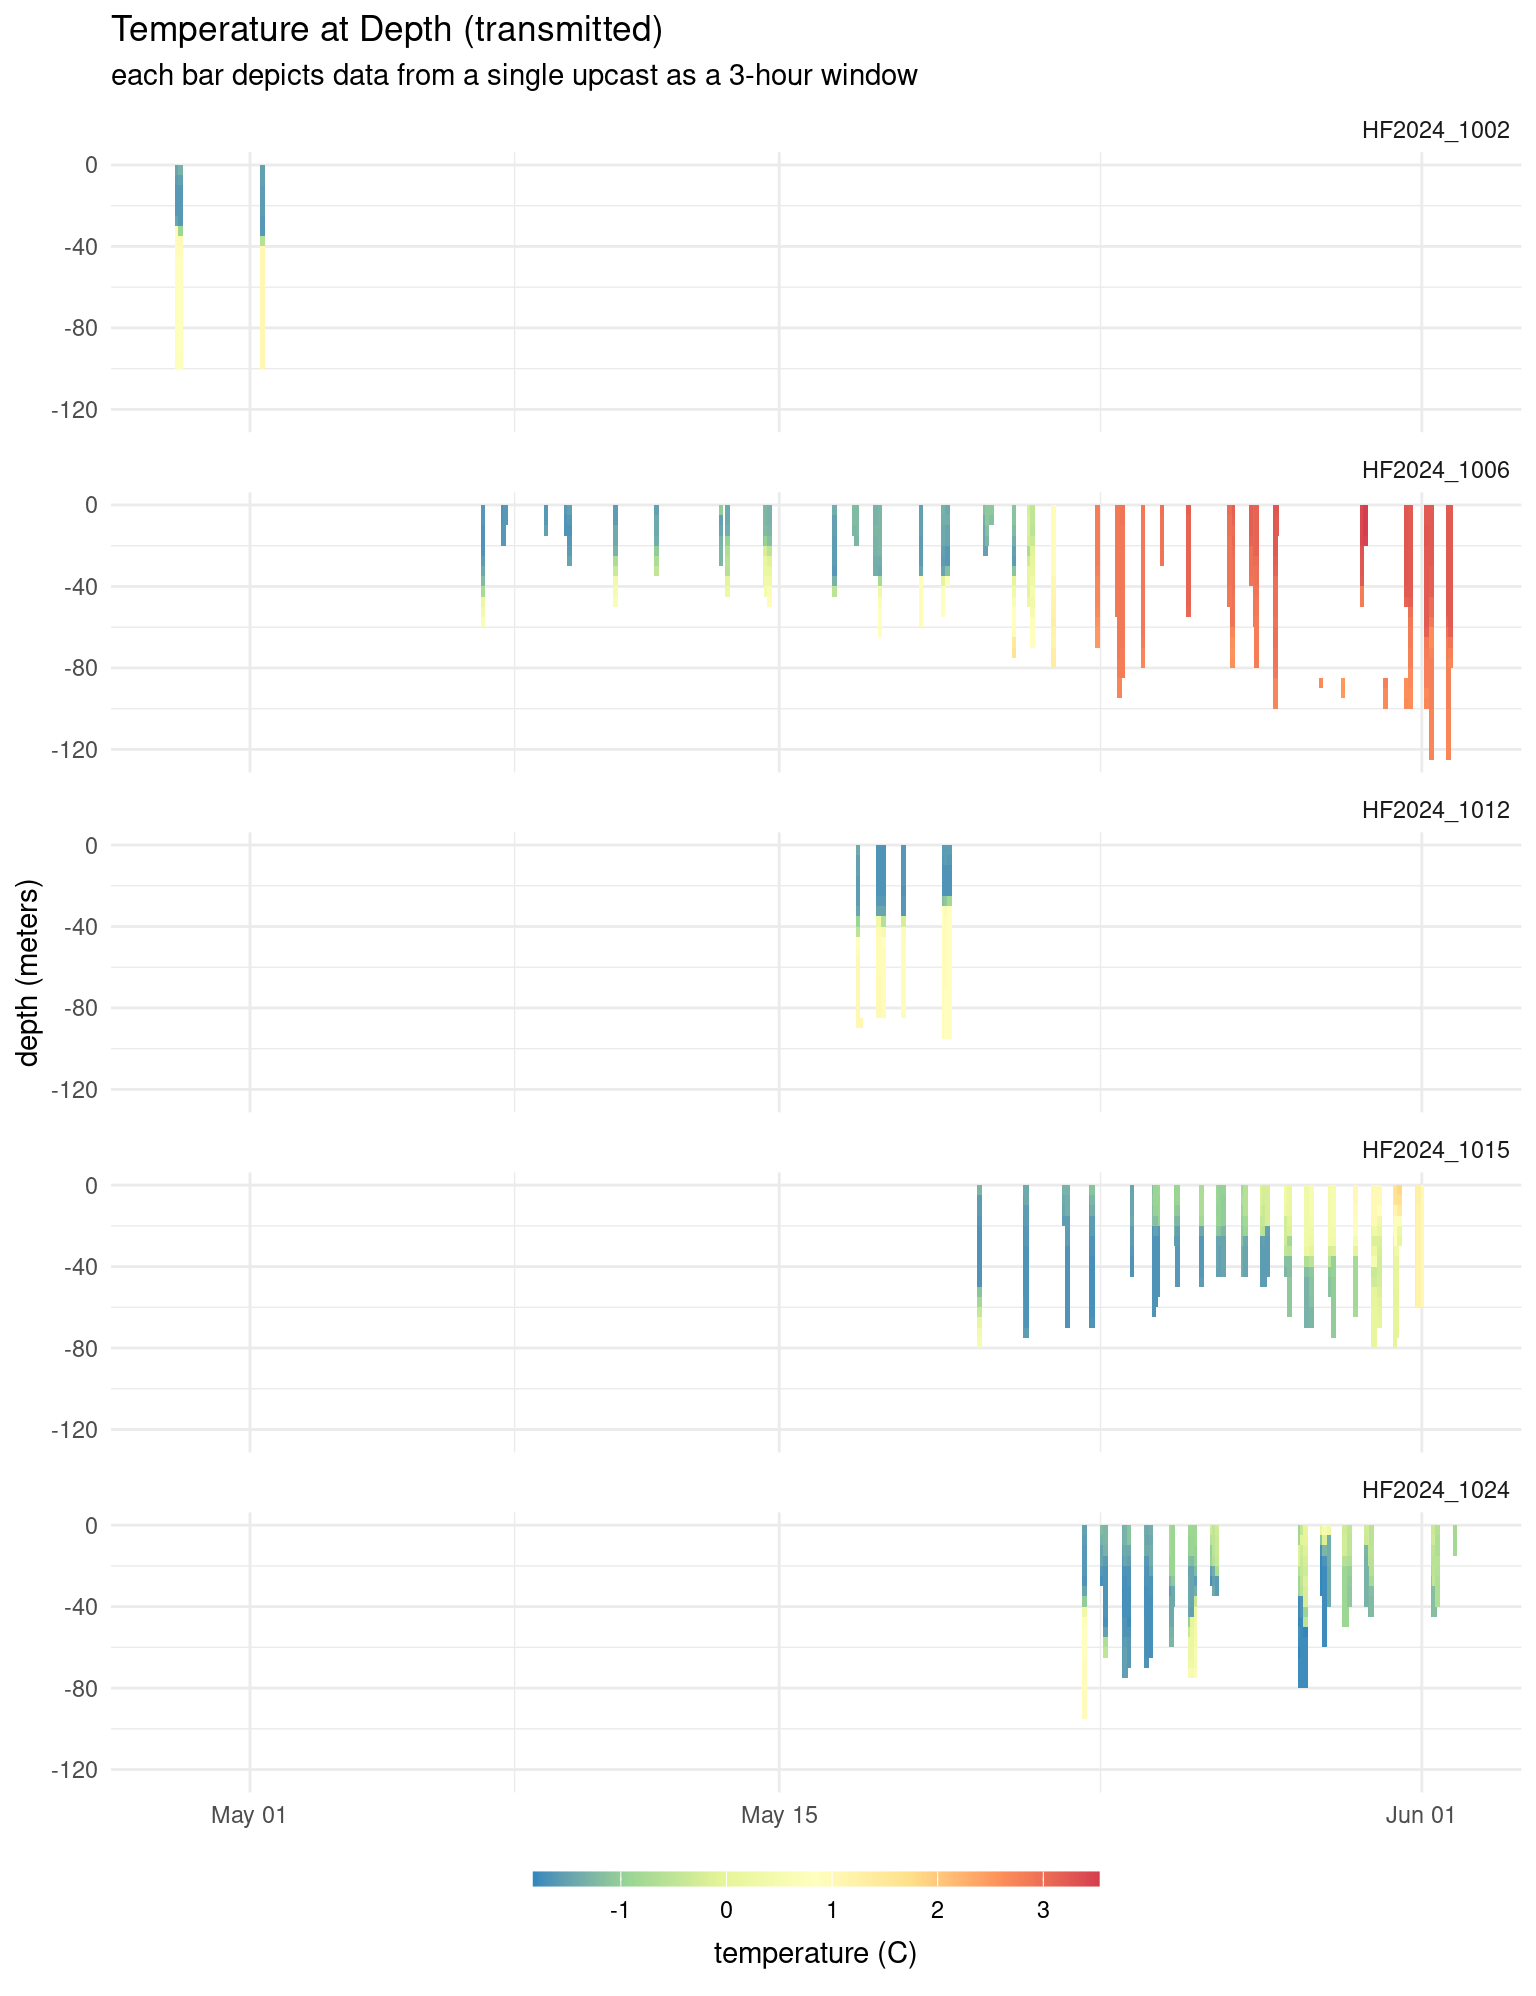 Temperature at Depth (transmitted)
each bar depicts data from a single upcast as a 3-hour window
HF2024_1002
0
-40
-80
-120
HF2024_1006
0
-40
-80
-120
HF2024_1012
0
-40
-80
-120
depth (meters)
HF2024_1015
0
-40
-80
-120
HF2024_1024
0
-40
-80
-120
May 01 May 15 Jun 01
-1 0 1 2 3
temperature (C)